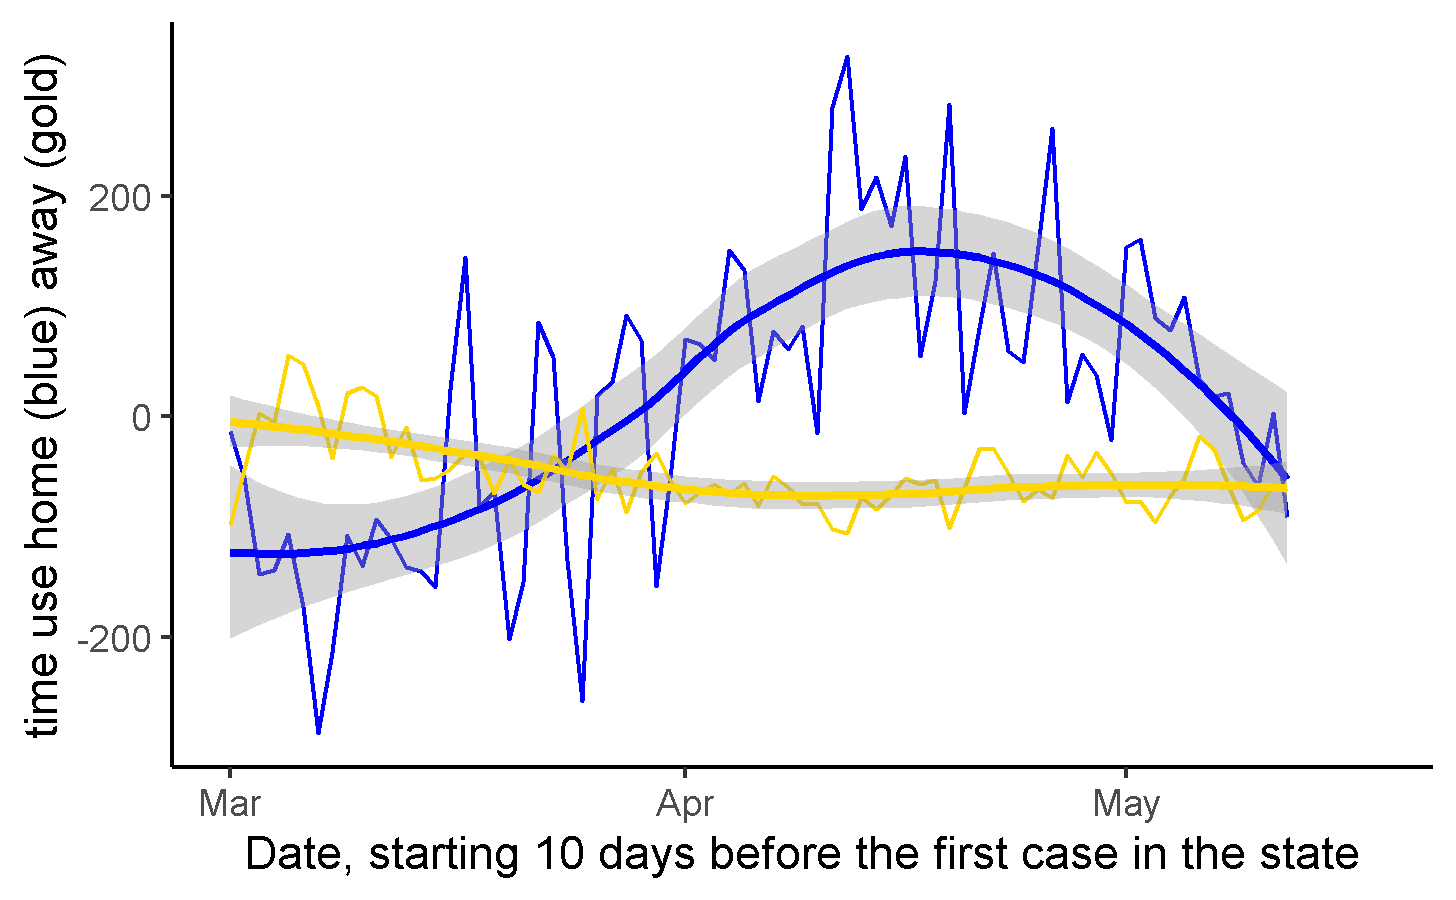 time use home (blue) away (gold)
200
0
-200
Mar
Apr
May
Date, starting 10 days before the first case in the state